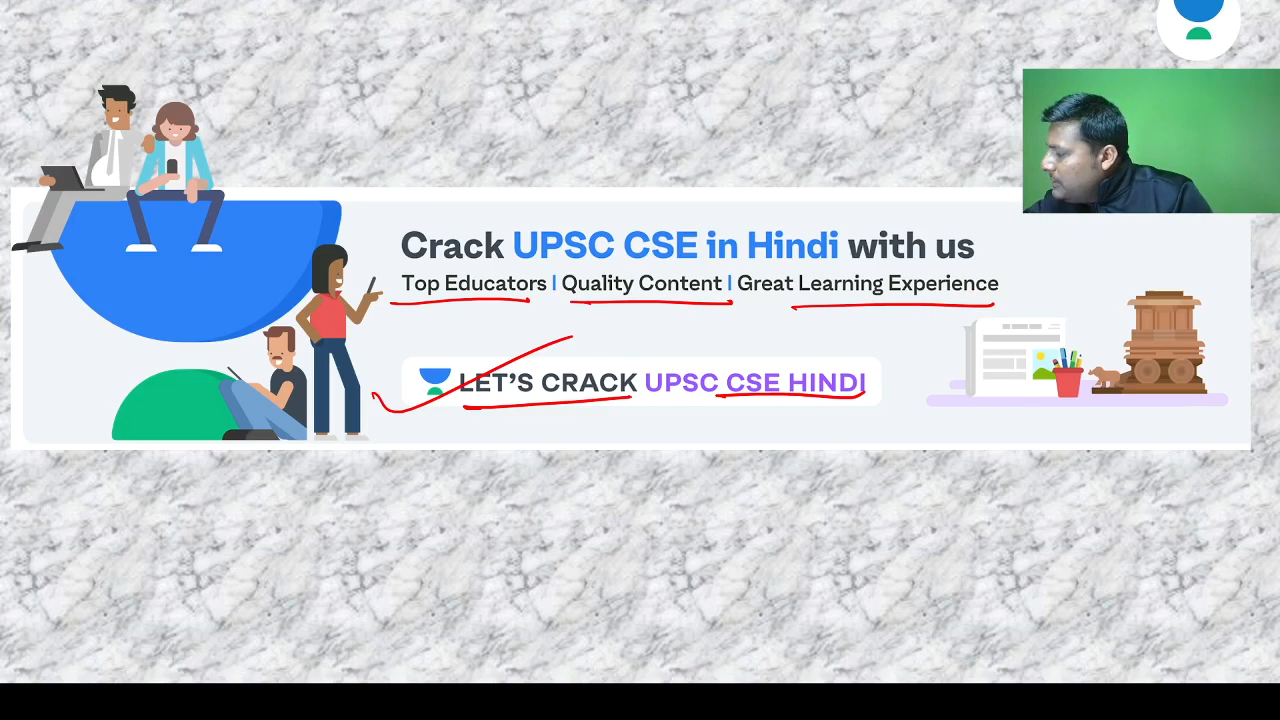 Crack UPSC CSE in Hindi with us
Top Educators | Quality Content | Great Learning Experience
LET'S CRACK UPSC CSE HINDI